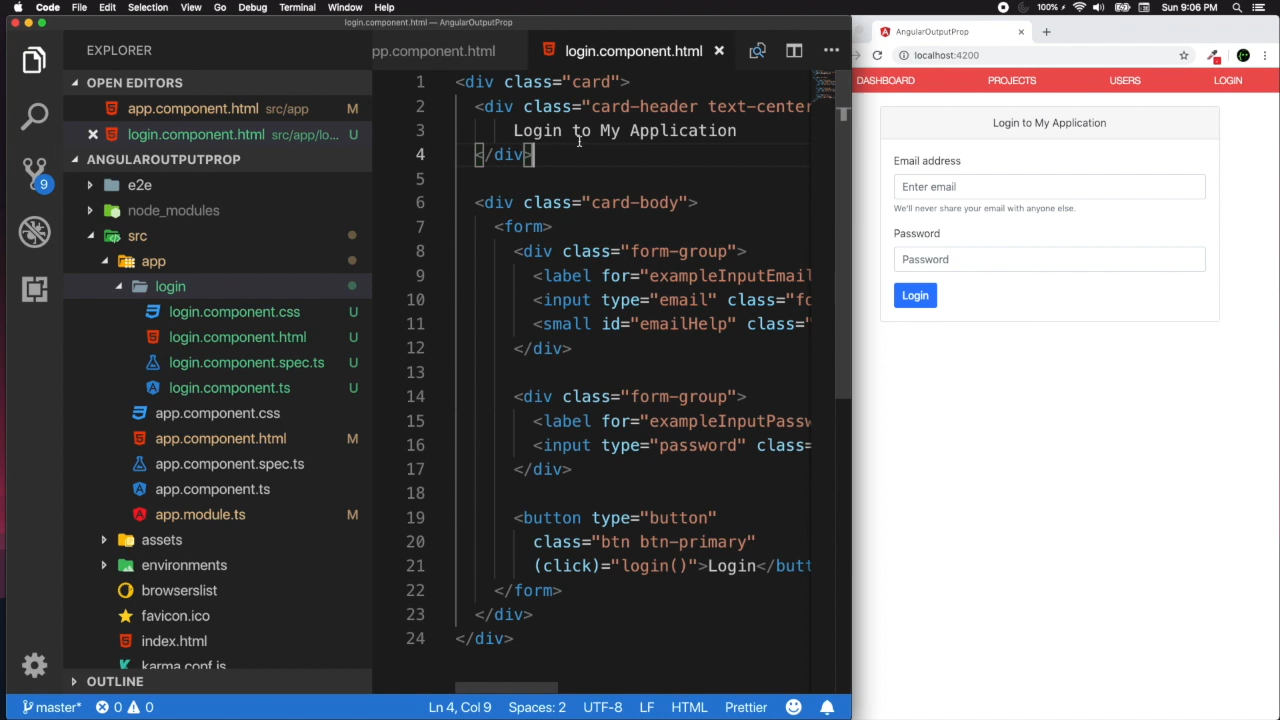 Code File Edit Selection View Go Debug Terminal Window Help 100% Sun 9:06 PM
login.component.html — AngularOutputProp
EXPLORER
OPEN EDITORS
app.component.html src/app M
login.component.html src/app/lo... U
ANGULAROUTPUTPROP
e2e
node_modules
src
app
login
login.component.css U
login.component.html U
login.component.spec.ts U
login.component.ts U
app.component.css
app.component.html M
app.component.spec.ts
app.component.ts
app.module.ts M
assets
environments
browserslist
favicon.ico
index.html
karma.conf.js
OUTLINE
pp.component.html login.component.html
1 <div class="card">
2 <div class="card-header text-center
3 Login to My Application
4 </div>
5
6 <div class="card-body">
7 <form>
8 <div class="form-group">
9 <label for="exampleInputEmail
10 <input type="email" class="fo
11 <small id="emailHelp" class="
12 </div>
13
14 <div class="form-group">
15 <label for="exampleInputPassw
16 <input type="password" class=
17 </div>
18
19 <button type="button"
20 class="btn btn-primary"
21 (click)="login()">Login</butt
22 </form>
23 </div>
24 </div>
9
master* 0 0 Ln 4, Col 9 Spaces: 2 UTF-8 LF HTML Prettier
AngularOutputProp
localhost:4200
DASHBOARD PROJECTS USERS LOGIN
Login to My Application
Email address
Enter email
We'll never share your email with anyone else.
Password
Password
Login